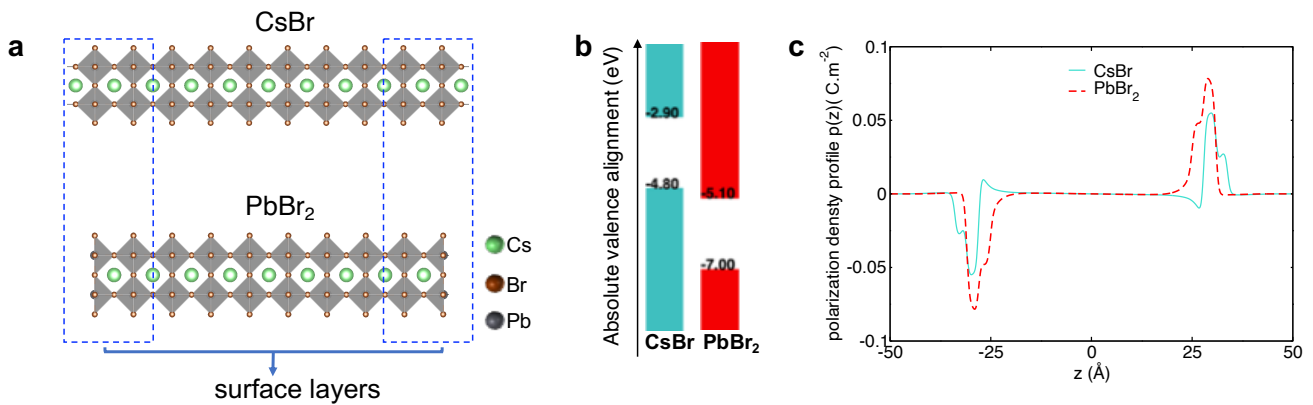 a
CsBr
PbBr2
Cs
Br
Pb
surface layers
b
Absolute valence alignment (eV)
-2.90
-4.80
-5.10
-7.00
CsBr PbBr2
c
polarization densty profile p(z)( C.m-2)
0.1
0.05
0
-0.05
-0.1
CsBr
PbBr2
-50 -25 0 25 50
z (Å)